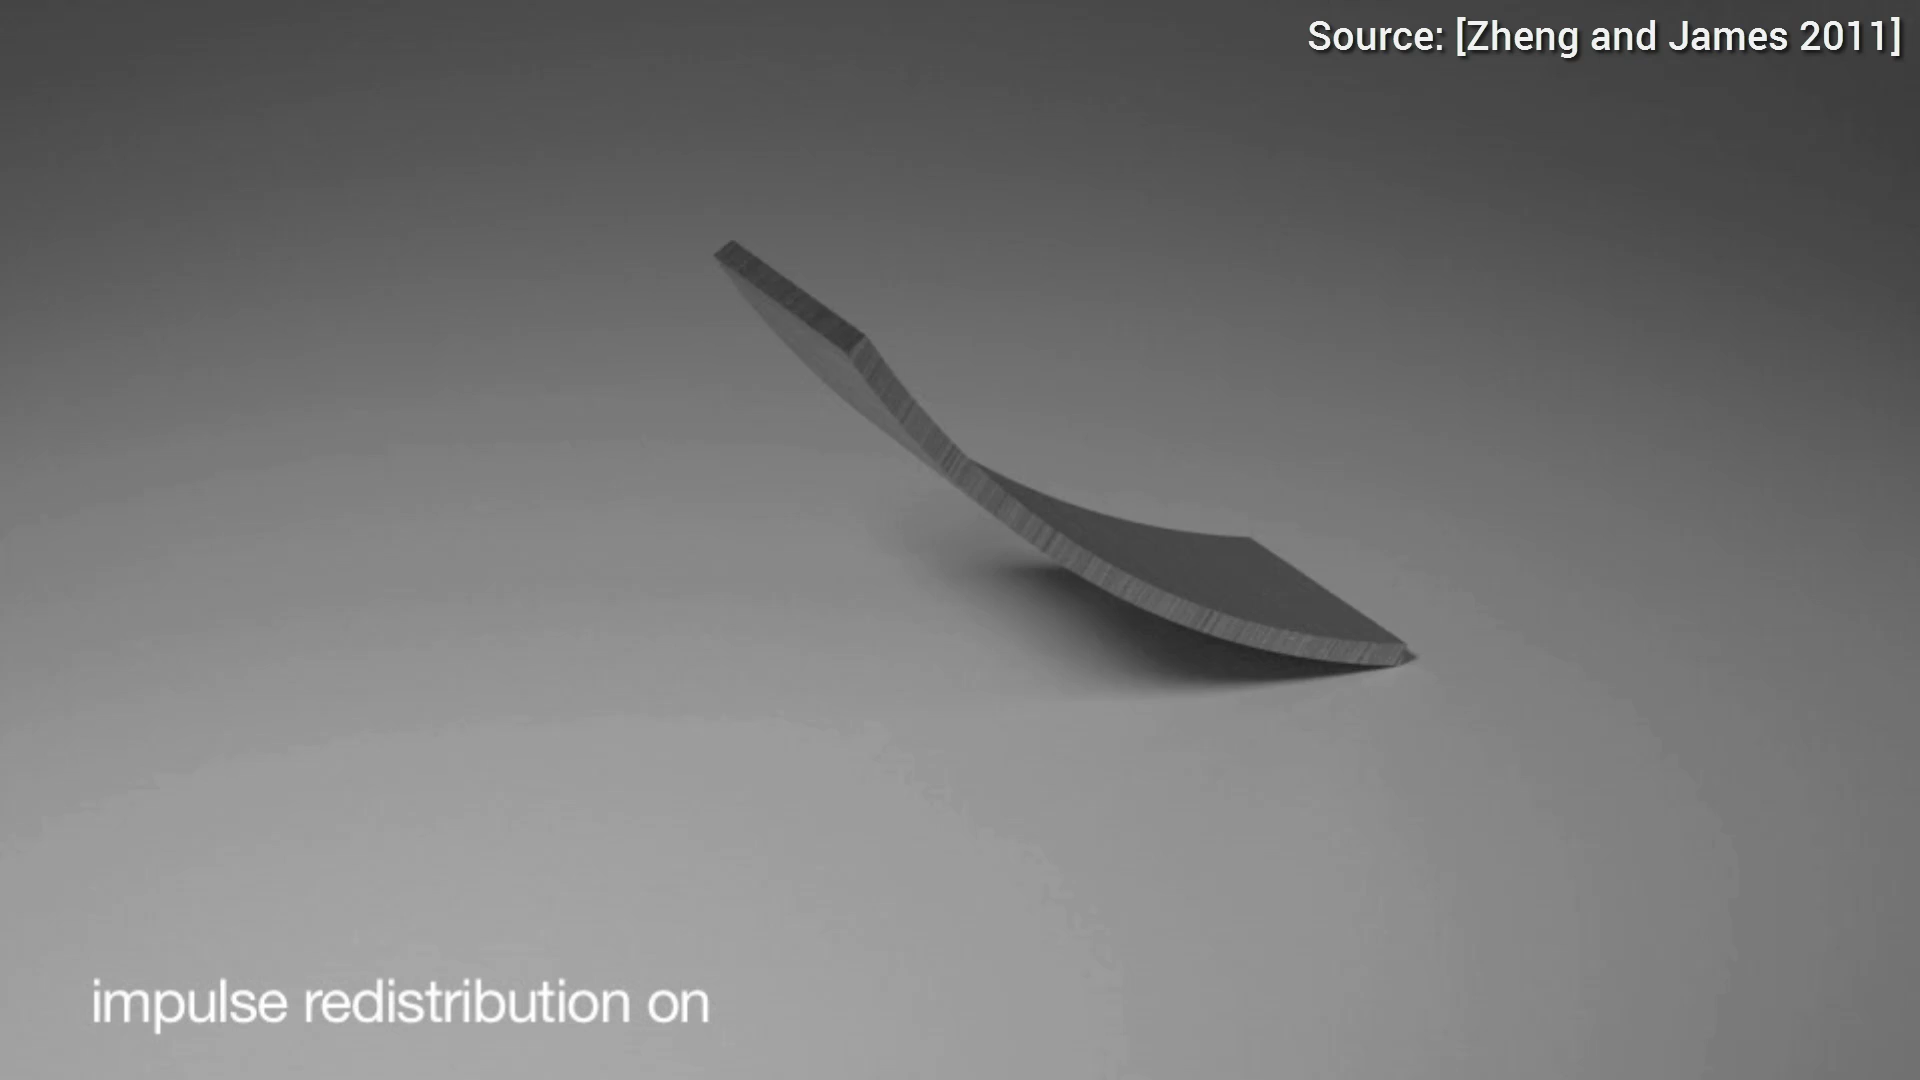 Source: [Zheng and James 2011]
impulse redistribution on